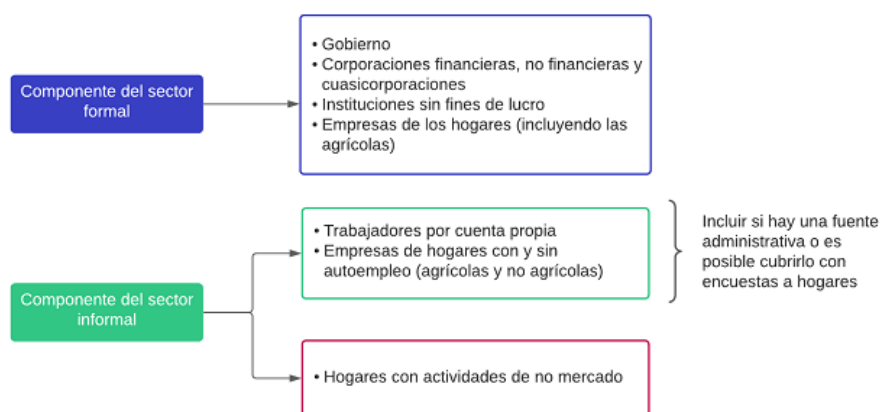 Componente del sector
formal
• Gobierno
• Corporaciones financieras, no financieras y
cuasicorporaciones
• Instituciones sin fines de lucro
• Empresas de los hogares (incluyendo las
agrícolas)
Componente del sector
informal
• Trabajadores por cuenta propia
• Empresas de hogares con y sin
autoempleo (agrícolas y no agrícolas)
Incluir si hay una fuente
administrativa o es
posible cubrirlo con
encuestas a hogares
• Hogares con actividades de no mercado